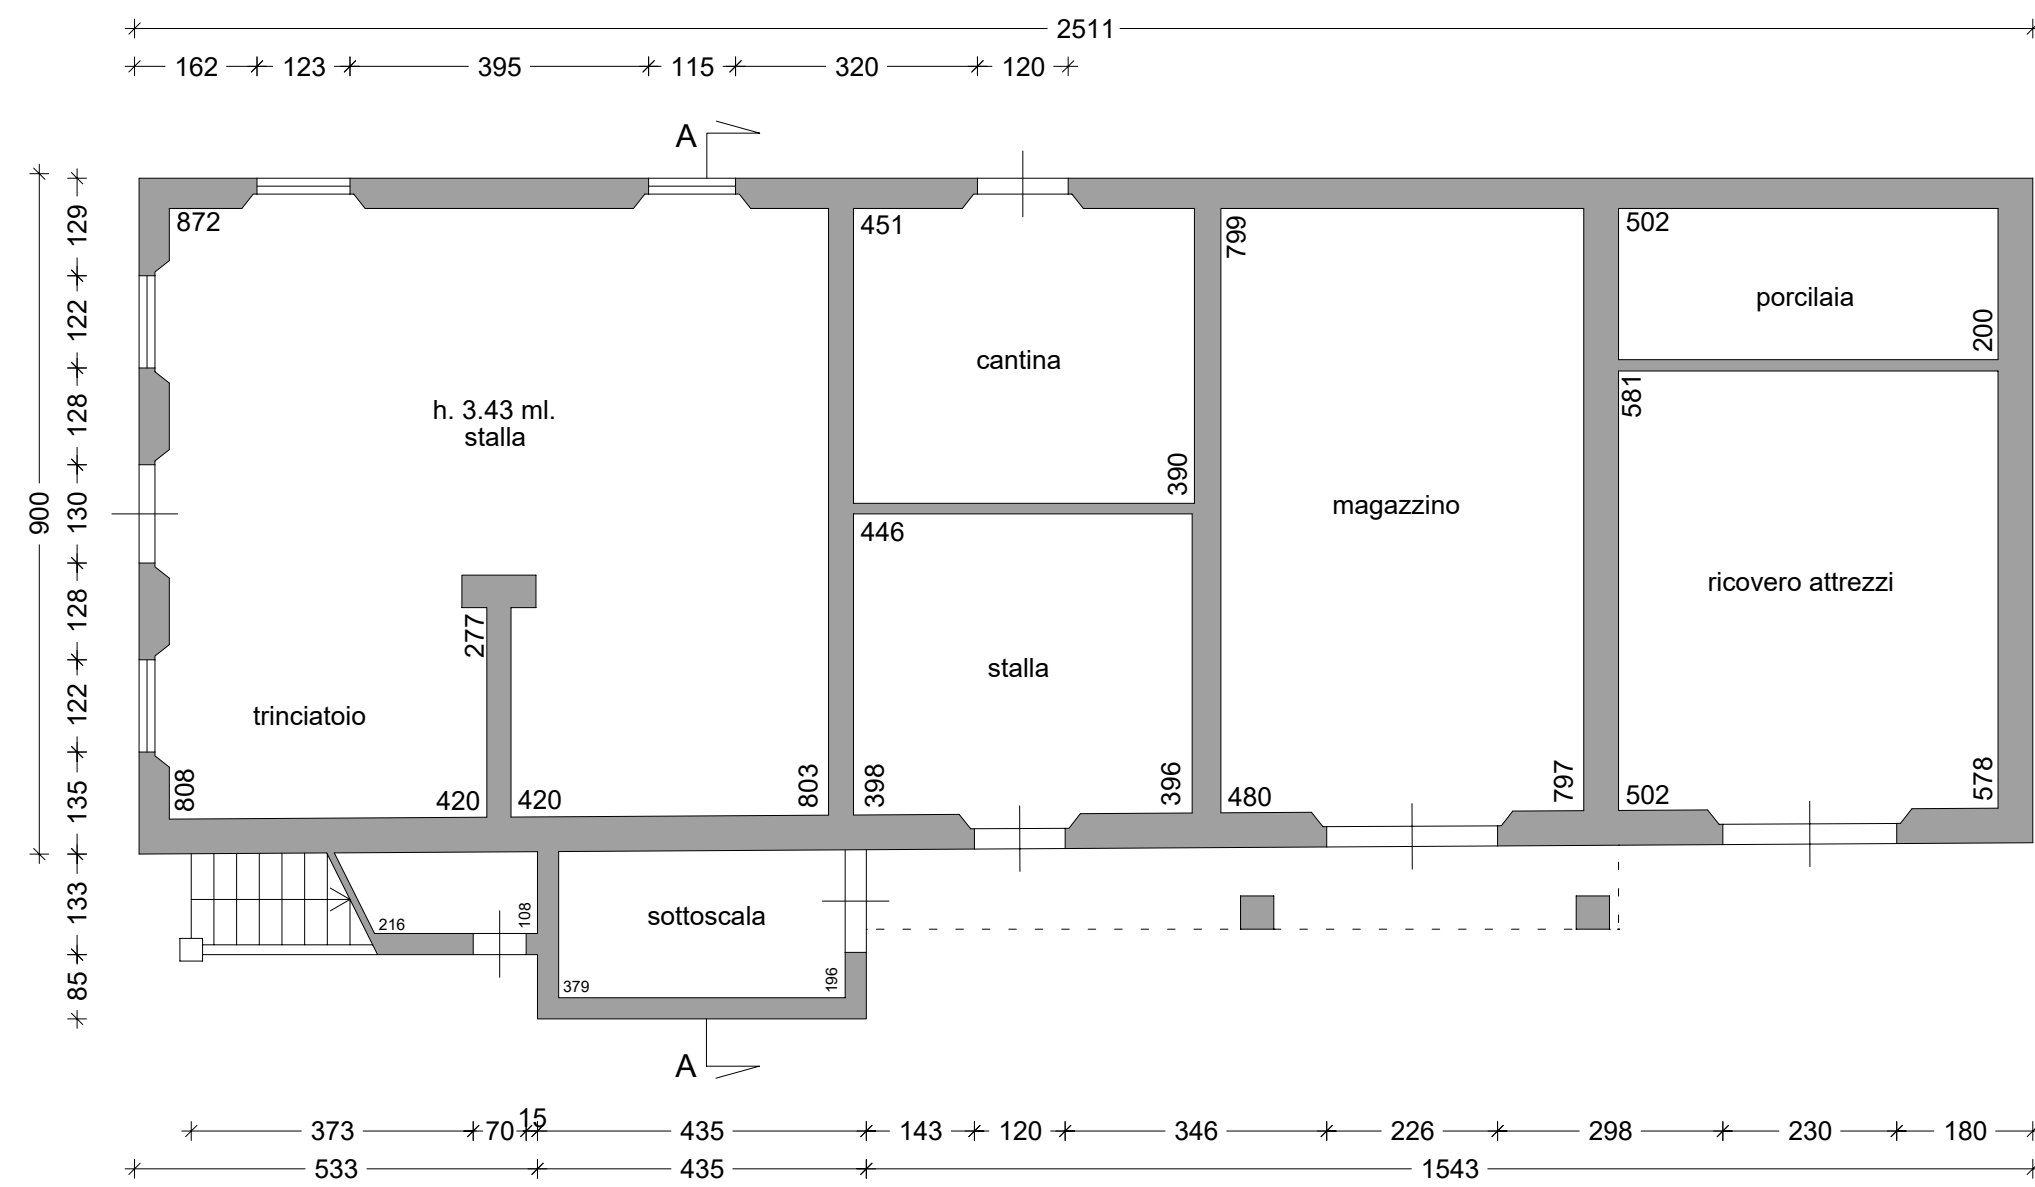 2511
162 123 395 115 320 120
A
900
129
122
128
130
128
122
135
133
85
872
h. 3.43 ml.
stalla
277
trinciatoio
808
420
420
803
451
cantina
390
446
stalla
398
396
799
magazzino
480
797
502
porcilaia
200
581
ricovero attrezzi
502
578
216
108
sottoscala
379
196
A
373 70 15 435 143 120 346 226 298 230 180
533 435 1543